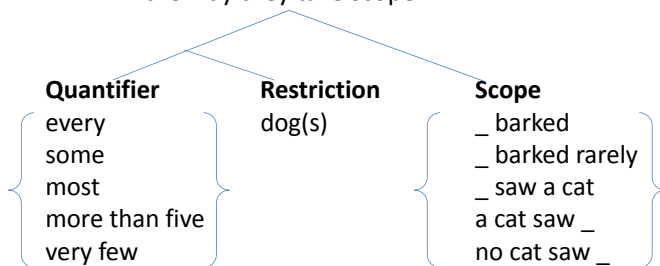 Quantifier Restriction Scope
every dog(s) _ barked
some _ barked rarely
most _ saw a cat
more than five a cat saw _
very few no cat saw _